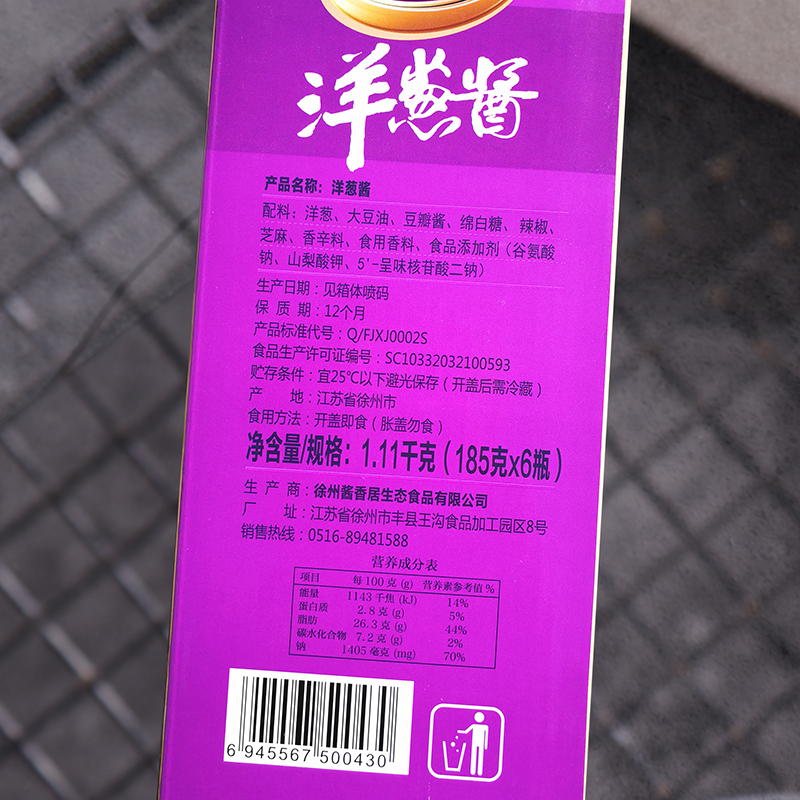 洋葱醬
产品名称：洋葱酱
配料：洋葱、大豆油、豆瓣酱、绵白糖、辣椒、
芝麻、香辛料、食用香料、食品添加剂（谷氨酸
钠、山梨酸钾、5'-呈味核苷酸二钠）
生产日期：见箱体喷码
保 质 期：12个月
产品标准代号：Q/FJXJ0002S
食品生产许可证编号：SC10332032100593
贮存条件：宜25℃以下避光保存（开盖后需冷藏）
产 地：江苏省徐州市
食用方法：开盖即食（胀盖勿食）
净含量/规格：1.11千克（185克x6瓶）
生 产 商：徐州酱香居生态食品有限公司
厂 址：江苏省徐州市丰县王沟食品加工园区8号
销售热线：0516-89481588
营养成分表
项目 每100克(g) 营养素参考值%
能量 1143千焦(kJ) 14%
蛋白质 2.8克(g) 5%
脂肪 26.3克(g) 44%
碳水化合物 7.2克(g) 2%
钠 1405毫克(mg) 70%
6 945567 500430